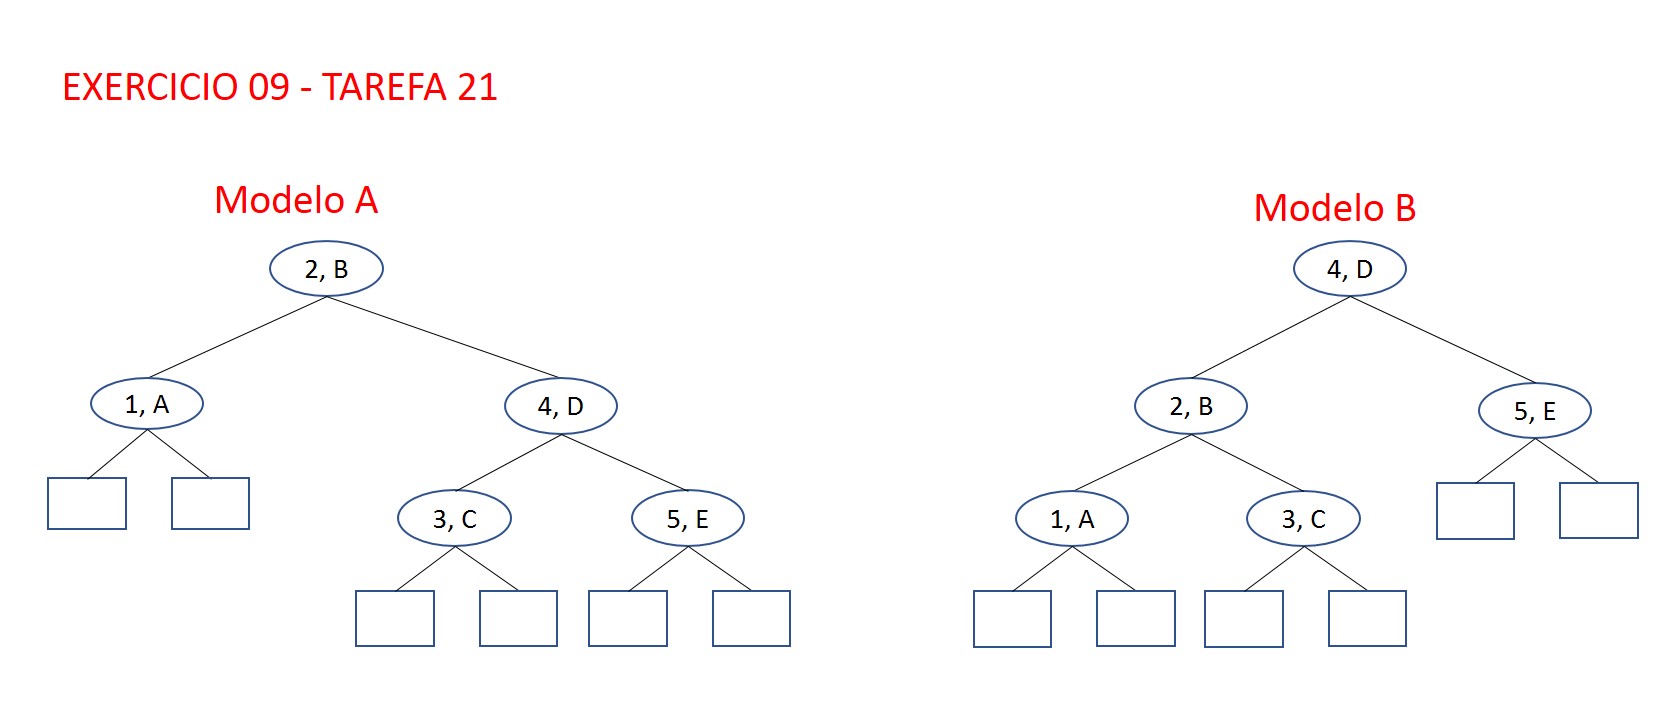 EXERCICIO 09 - TAREFA 21
Modelo A
2, B
1, A
4, D
3, C
5, E
Modelo B
4, D
2, B
5, E
1, A
3, C